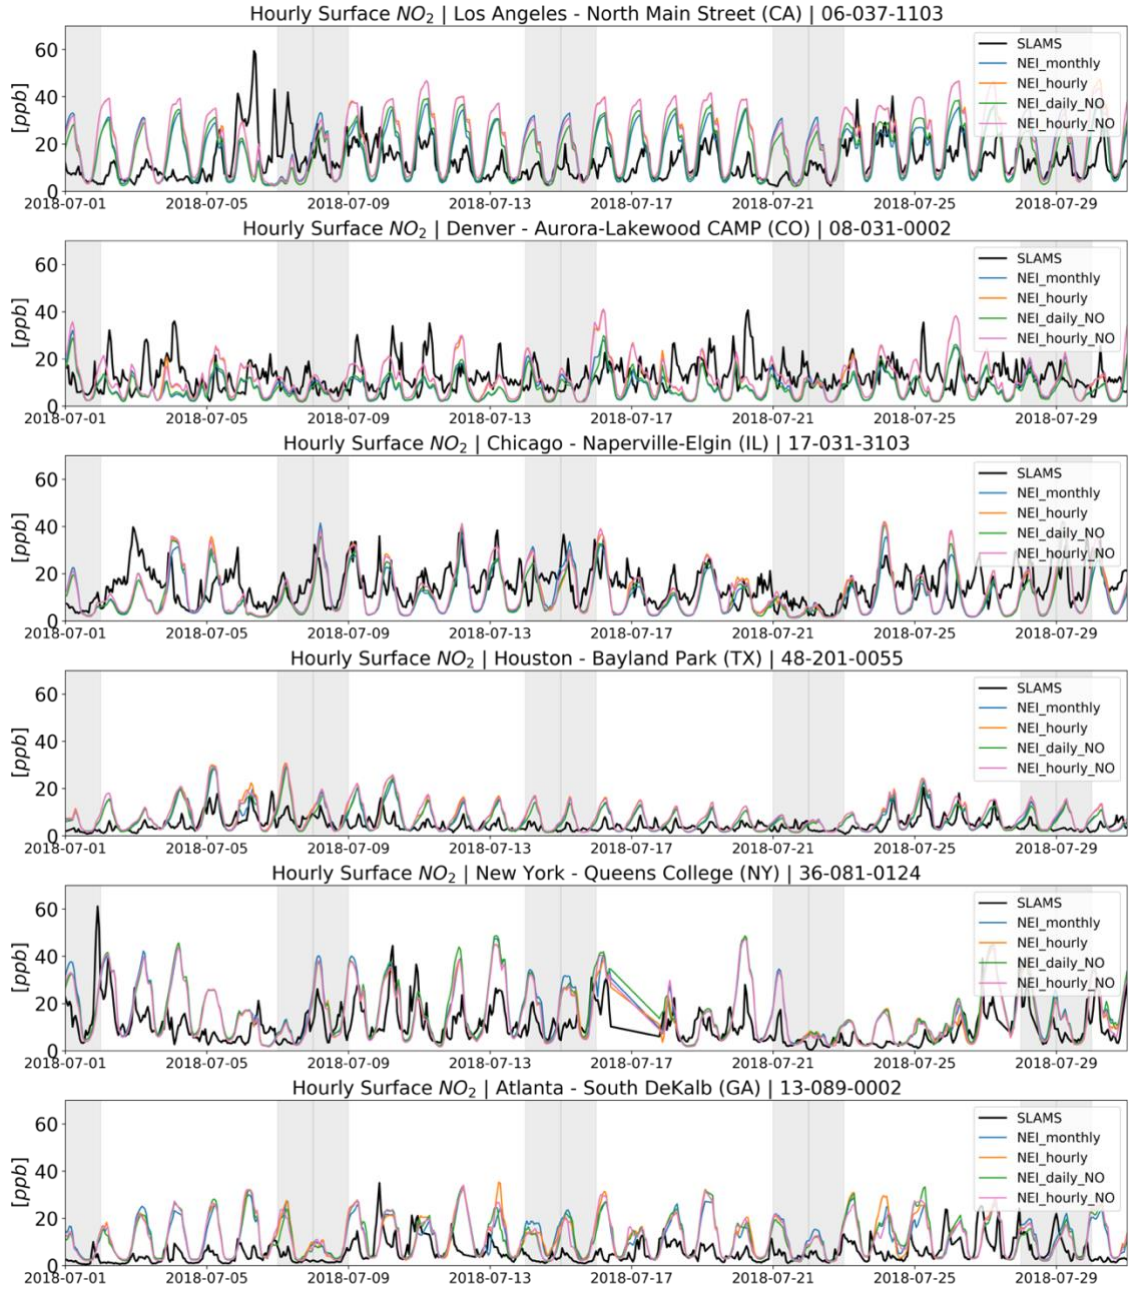 Hourly Surface NO₂ | Los Angeles - North Main Street (CA) | 06-037-1103
[ppb]
60
40
20
0
SLAMS
NEI_monthly
NEI_hourly
NEI_daily_NO
NEI_hourly_NO
2018-07-01 2018-07-05 2018-07-09 2018-07-13 2018-07-17 2018-07-21 2018-07-25 2018-07-29
Hourly Surface NO₂ | Denver - Aurora-Lakewood CAMP (CO) | 08-031-0002
[ppb]
60
40
20
0
SLAMS
NEI_monthly
NEI_hourly
NEI_daily_NO
NEI_hourly_NO
2018-07-01 2018-07-05 2018-07-09 2018-07-13 2018-07-17 2018-07-21 2018-07-25 2018-07-29
Hourly Surface NO₂ | Chicago - Naperville-Elgin (IL) | 17-031-3103
[ppb]
60
40
20
0
SLAMS
NEI_monthly
NEI_hourly
NEI_daily_NO
NEI_hourly_NO
2018-07-01 2018-07-05 2018-07-09 2018-07-13 2018-07-17 2018-07-21 2018-07-25 2018-07-29
Hourly Surface NO₂ | Houston - Bayland Park (TX) | 48-201-0055
[ppb]
60
40
20
0
SLAMS
NEI_monthly
NEI_hourly
NEI_daily_NO
NEI_hourly_NO
2018-07-01 2018-07-05 2018-07-09 2018-07-13 2018-07-17 2018-07-21 2018-07-25 2018-07-29
Hourly Surface NO₂ | New York - Queens College (NY) | 36-081-0124
[ppb]
60
40
20
0
SLAMS
NEI_monthly
NEI_hourly
NEI_daily_NO
NEI_hourly_NO
2018-07-01 2018-07-05 2018-07-09 2018-07-13 2018-07-17 2018-07-21 2018-07-25 2018-07-29
Hourly Surface NO₂ | Atlanta - South DeKalb (GA) | 13-089-0002
[ppb]
60
40
20
0
SLAMS
NEI_monthly
NEI_hourly
NEI_daily_NO
NEI_hourly_NO
2018-07-01 2018-07-05 2018-07-09 2018-07-13 2018-07-17 2018-07-21 2018-07-25 2018-07-29